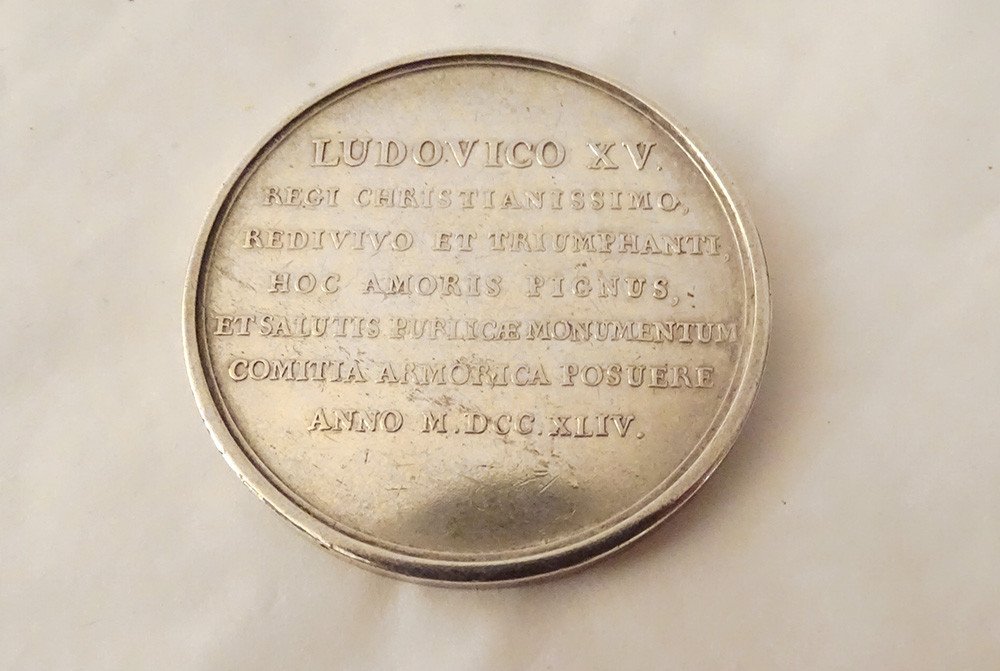 LUDOVICO XV.
REGI CHRISTIANISSIMO,
REDIVIVO ET TRIUMPHANTI,
HOC AMORIS PIGNUS,
ET SALUTIS PUBLICÆ MONUMENTUM
COMITIA ARMORICA POSUERE
ANNO M.DCC.XLIV.